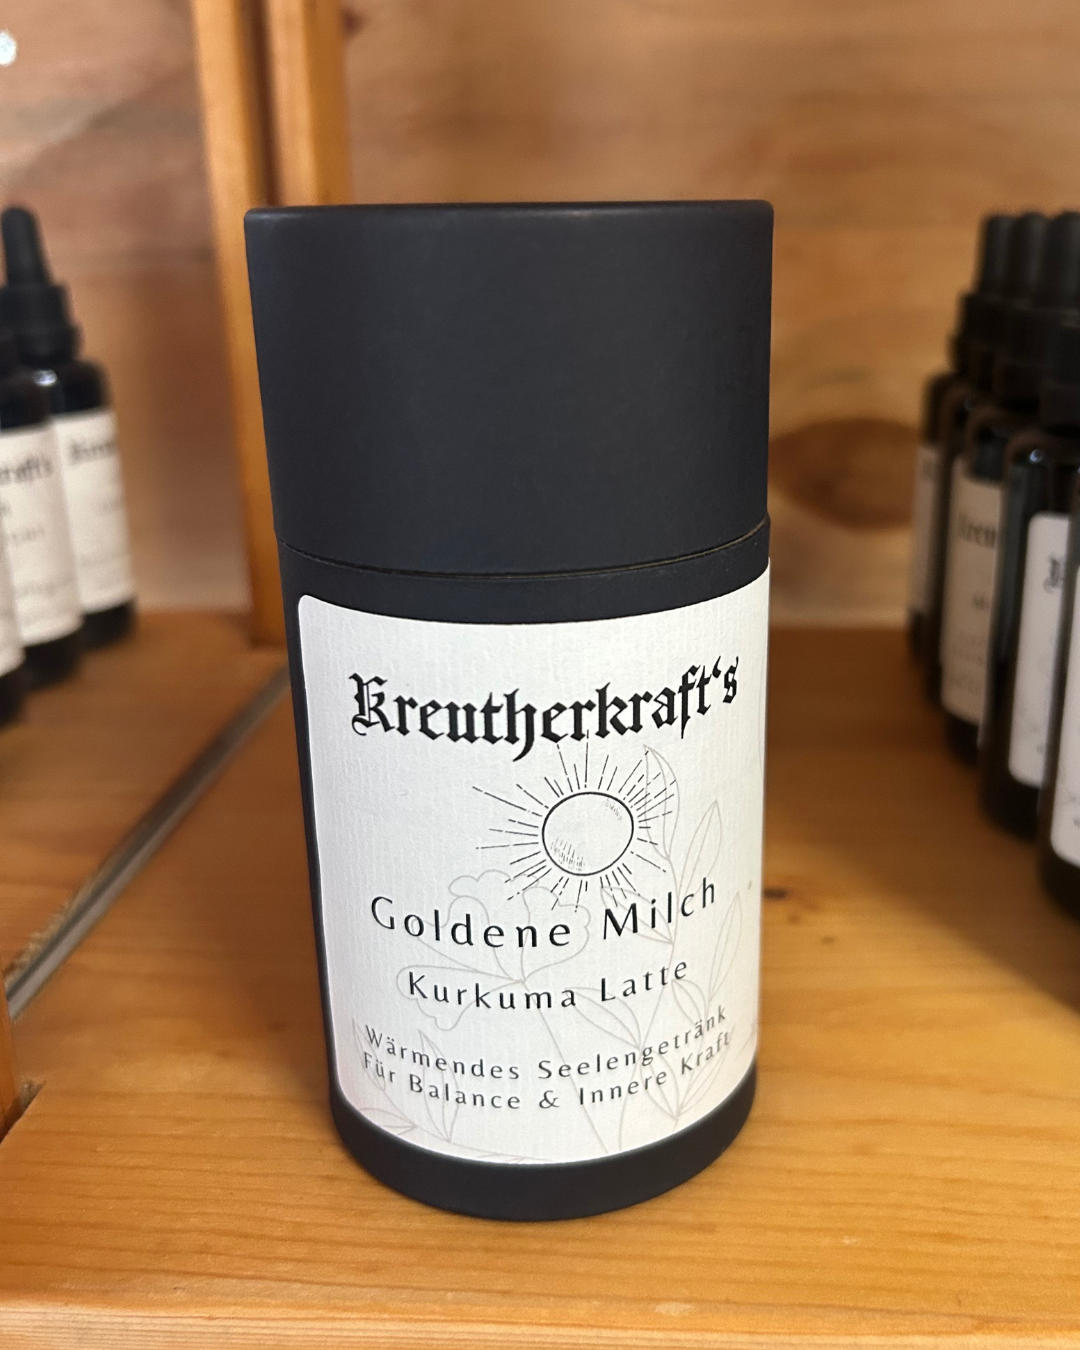 Kreutherkraft‘s
Goldene Milch
Kurkuma Latte
Wärmendes Seelengetränk
Für Balance & Innere Kraft